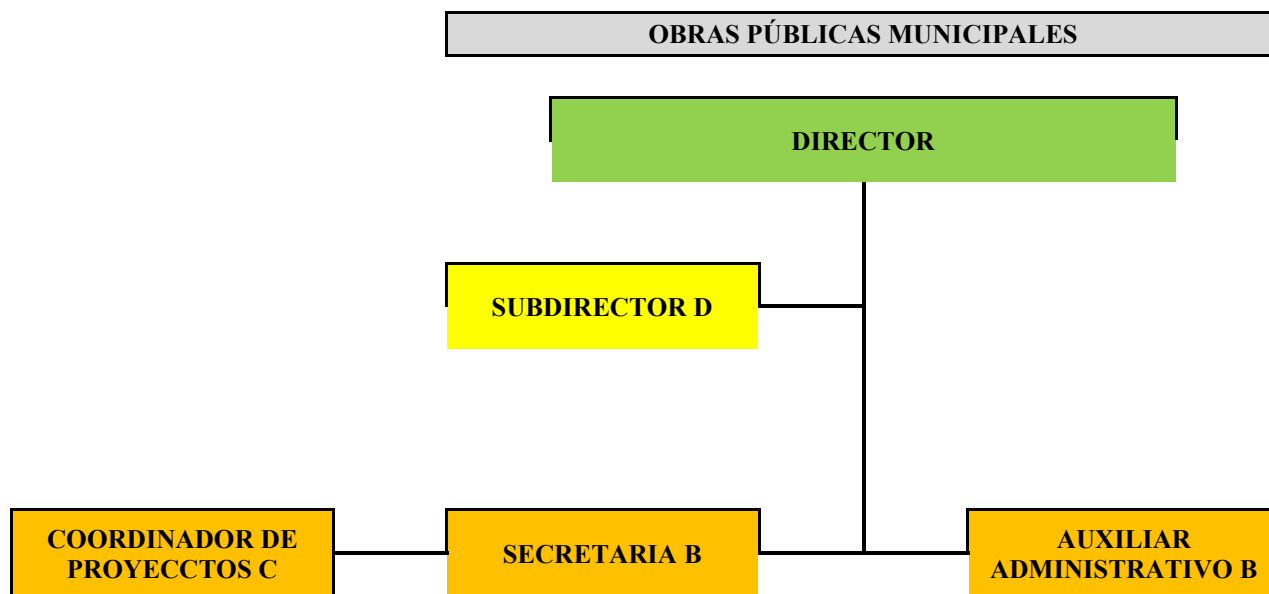 OBRAS PÚBLICAS MUNICIPALES
DIRECTOR
SUBDIRECTOR D
COORDINADOR DE
PROYECCTOS C
SECRETARIA B
AUXILIAR
ADMINISTRATIVO B